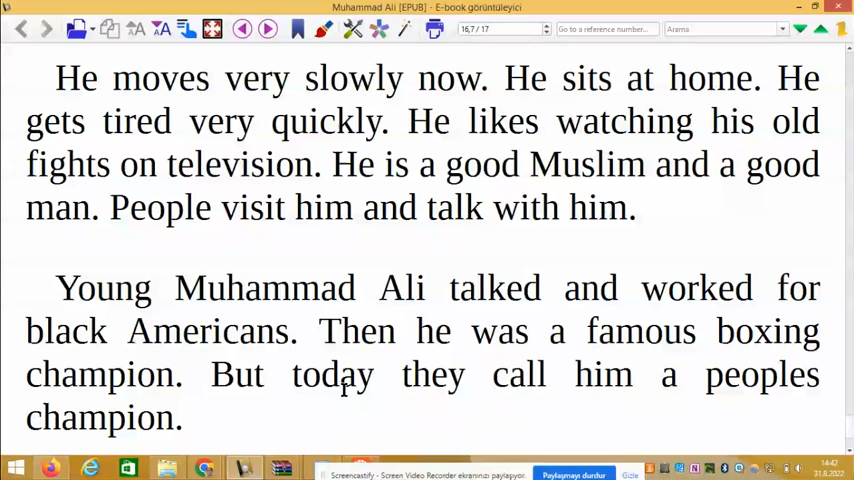 Muhammad Ali [EPUB] - E-book görüntüleyici
16,7 / 17
Go to a reference number...
Arama
He moves very slowly now. He sits at home. He
gets tired very quickly. He likes watching his old
fights on television. He is a good Muslim and a good
man. People visit him and talk with him.
Young Muhammad Ali talked and worked for
black Americans. Then he was a famous boxing
champion. But today they call him a peoples
champion.
Screencastify - Screen Video Recorder ekranınızı paylaşıyor.
Paylaşmayı durdur
Gizle
14:42
31.8.2022